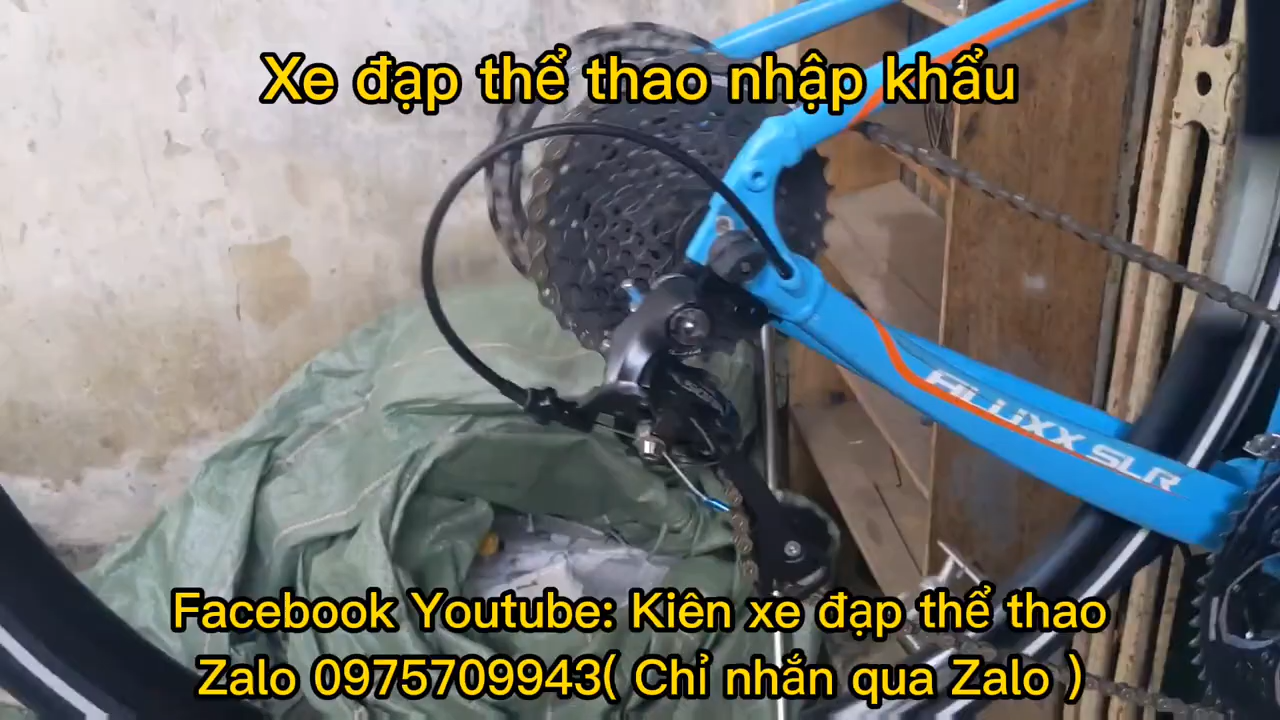 Xe đạp thể thao nhập khẩu
ALUXX SLR
Facebook Youtube: Kiên xe đạp thể thao
Zalo 0975709943( Chỉ nhắn qua Zalo )